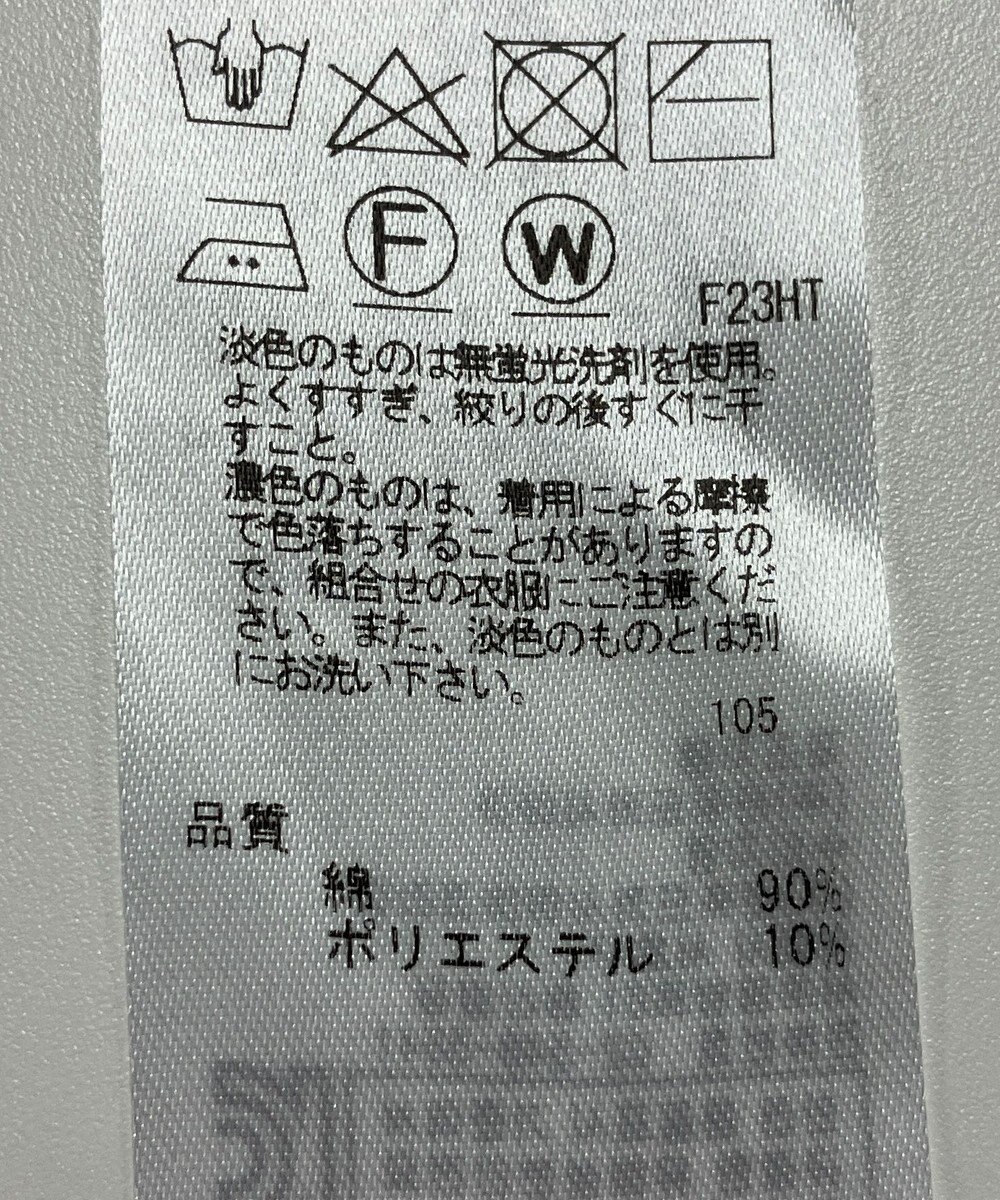 F
W
F23HT
淡色のものは無蛍光洗剤を使用。
よくすすぎ、絞りの後すぐに干
すこと。
濃色のものは、着用による摩擦
で色落ちすることがありますの
で、組合せの衣服にご注意くだ
さい。また、淡色のものとは別
にお洗い下さい。
105
品質
綿 90%
ポリエステル 10%